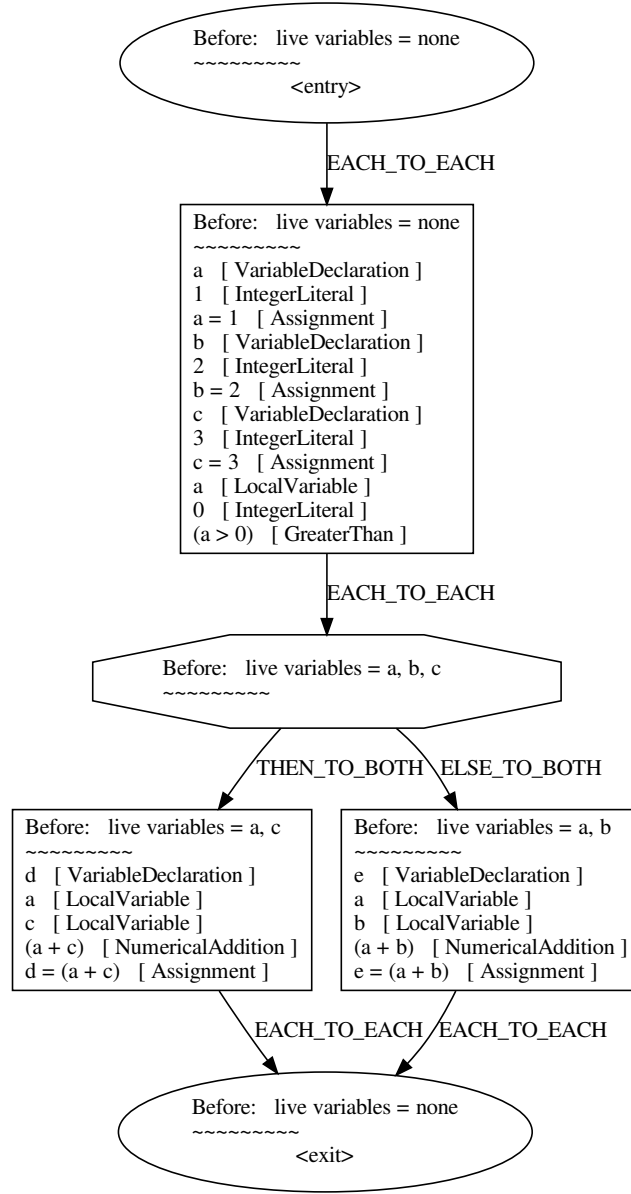 Before: live variables = none
~~~~~~~~~
<entry>
EACH_TO_EACH
Before: live variables = none
~~~~~~~~~
a [ VariableDeclaration ]
1 [ IntegerLiteral ]
a = 1 [ Assignment ]
b [ VariableDeclaration ]
2 [ IntegerLiteral ]
b = 2 [ Assignment ]
c [ VariableDeclaration ]
3 [ IntegerLiteral ]
c = 3 [ Assignment ]
a [ LocalVariable ]
0 [ IntegerLiteral ]
(a > 0) [ GreaterThan ]
EACH_TO_EACH
Before: live variables = a, b, c
~~~~~~~~~
THEN_TO_BOTH
ELSE_TO_BOTH
Before: live variables = a, c
~~~~~~~~~
d [ VariableDeclaration ]
a [ LocalVariable ]
c [ LocalVariable ]
(a + c) [ NumericalAddition ]
d = (a + c) [ Assignment ]
Before: live variables = a, b
~~~~~~~~~
e [ VariableDeclaration ]
a [ LocalVariable ]
b [ LocalVariable ]
(a + b) [ NumericalAddition ]
e = (a + b) [ Assignment ]
EACH_TO_EACH
EACH_TO_EACH
Before: live variables = none
~~~~~~~~~
<exit>